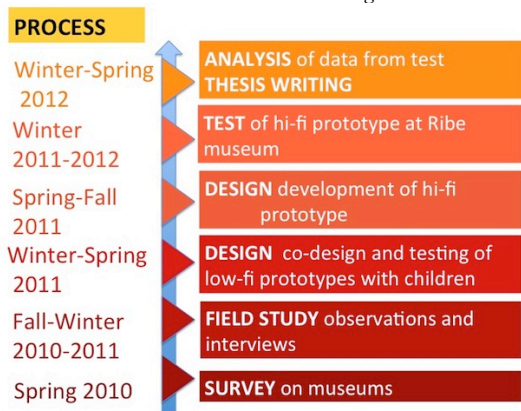 PROCESS
Winter-Spring
2012
ANALYSIS of data from test
THESIS WRITING
Winter
2011-2012
TEST of hi-fi prototype at Ribe
museum
Spring-Fall
2011
DESIGN development of hi-fi
prototype
Winter-Spring
2011
DESIGN co-design and testing of
low-fi prototypes with children
Fall-Winter
2010-2011
FIELD STUDY observations and
interviews
Spring 2010
SURVEY on museums